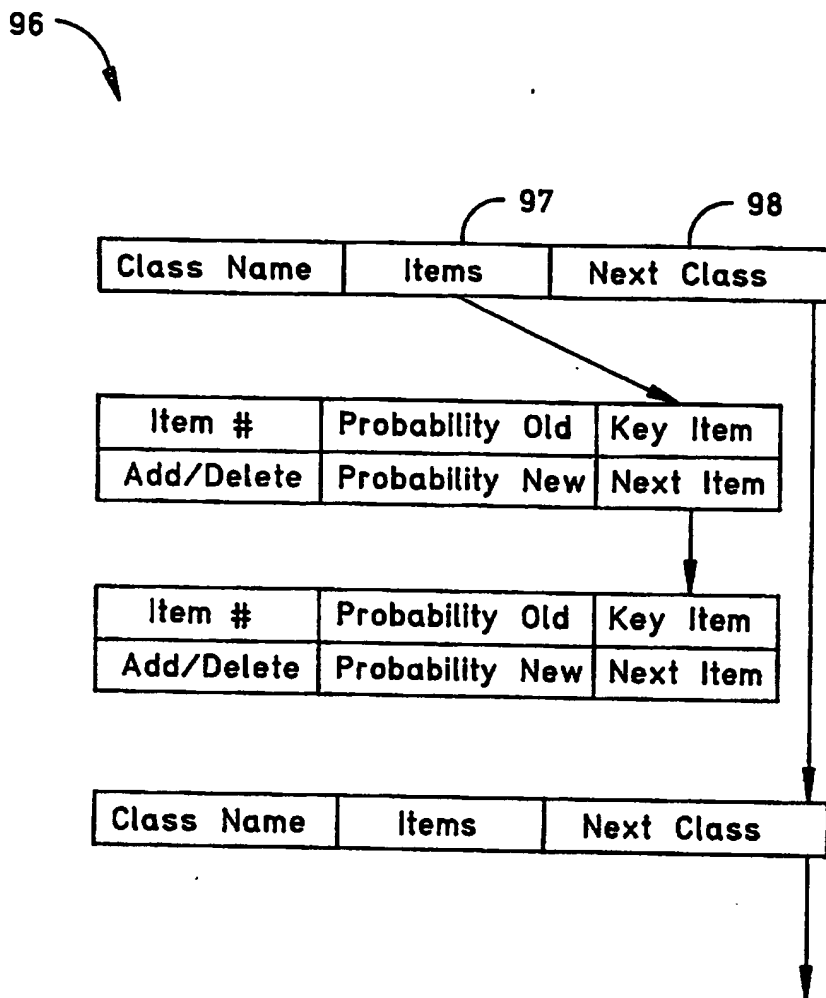 96
97 98
Class Name Items Next Class
Item # Probability Old Key Item
Add/Delete Probability New Next Item
Item # Probability Old Key Item
Add/Delete Probability New Next Item
Class Name Items Next Class